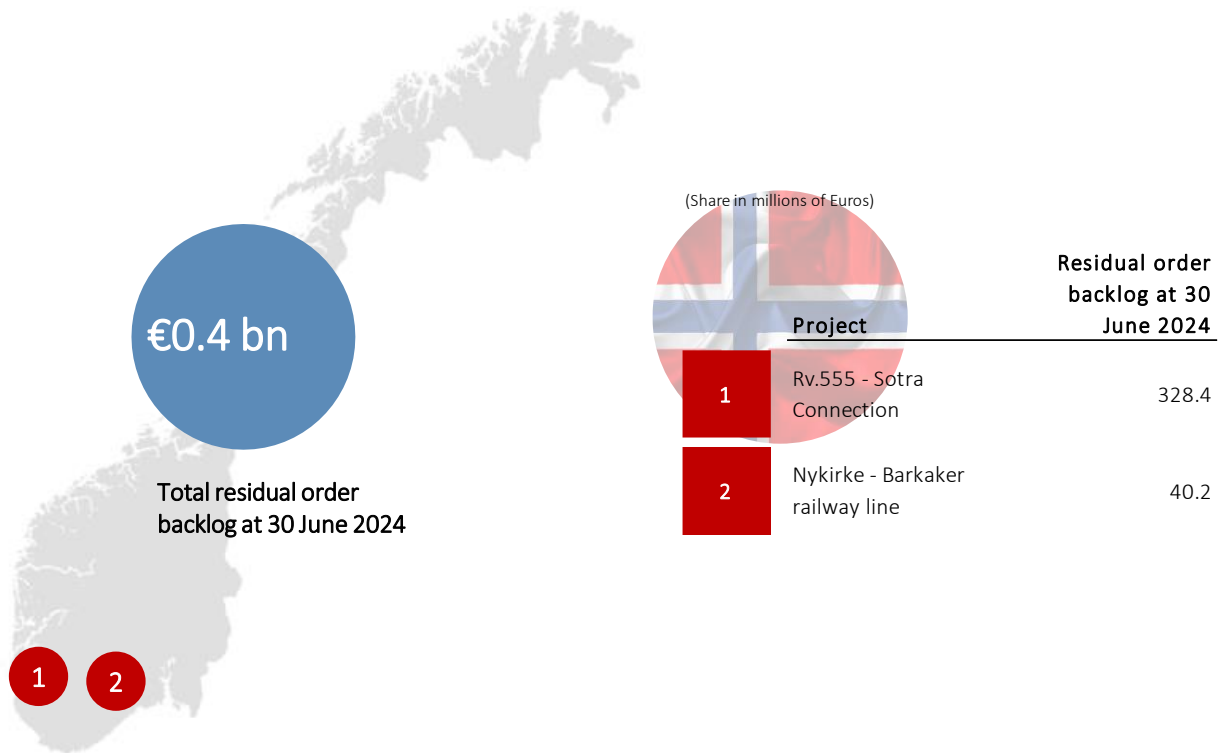 €0.4 bn
Total residual order
backlog at 30 June 2024
1
2
(Share in millions of Euros)
Project
Residual order
backlog at 30
June 2024
1
Rv.555 - Sotra
Connection
328.4
2
Nykirke - Barkaker
railway line
40.2